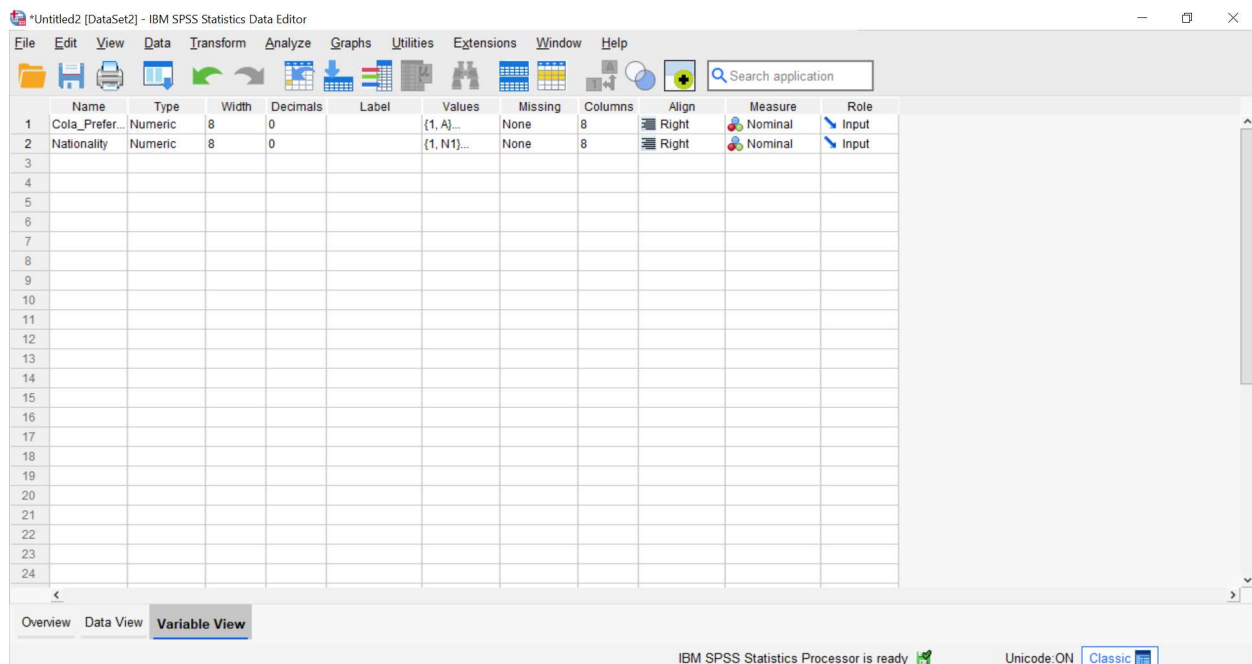 *Untitled2 [DataSet2] - IBM SPSS Statistics Data Editor
File Edit View Data Transform Analyze Graphs Utilities Extensions Window Help
Search application
Name Type Width Decimals Label Values Missing Columns Align Measure Role
1 Cola_Prefer... Numeric 8 0 {1, A}... None 8 Right Nominal Input
2 Nationality Numeric 8 0 {1, N1}... None 8 Right Nominal Input
3
4
5
6
7
8
9
10
11
12
13
14
15
16
17
18
19
20
21
22
23
24
Overview Data View Variable View
IBM SPSS Statistics Processor is ready Unicode:ON Classic